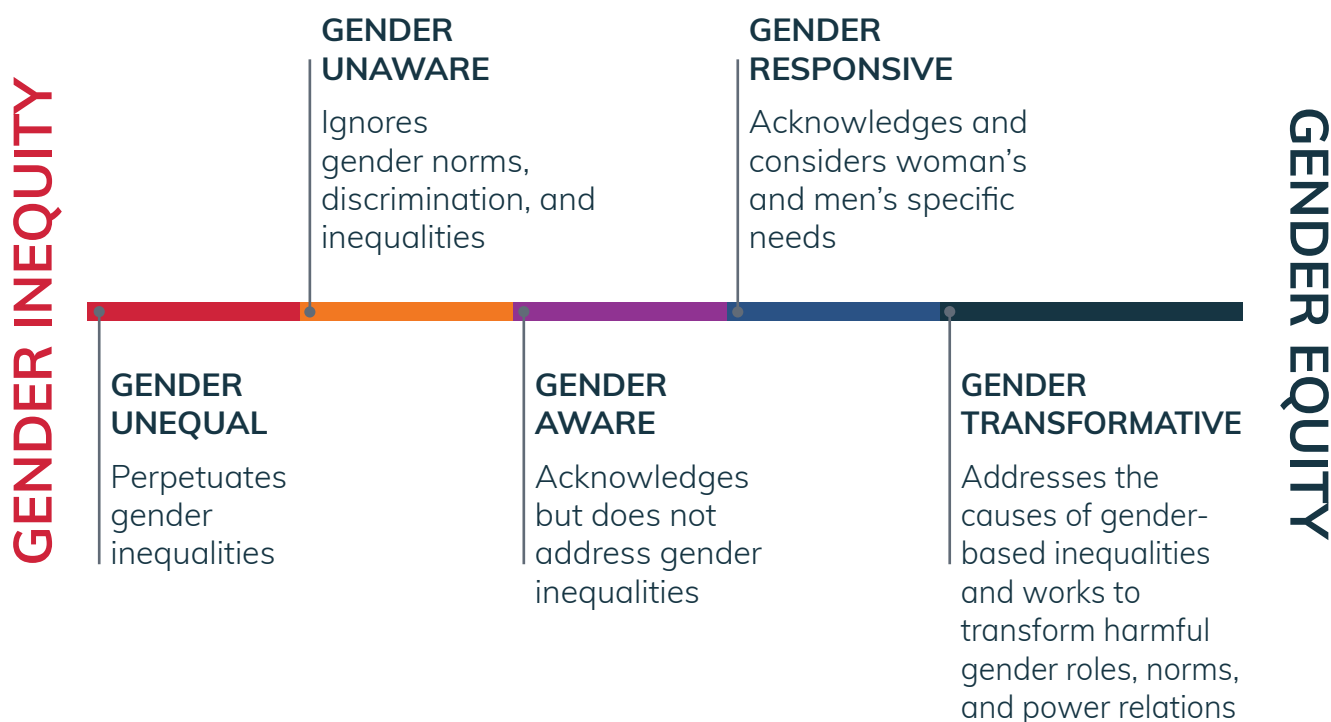 GENDER INEQUITY
GENDER
UNEQUAL
Perpetuates
gender
inequalities
GENDER
UNAWARE
Ignores
gender norms,
discrimination, and
inequalities
GENDER
AWARE
Acknowledges
but does not
address gender
inequalities
GENDER
RESPONSIVE
Acknowledges and
considers woman’s
and men’s specific
needs
GENDER
TRANSFORMATIVE
Addresses the
causes of gender-
based inequalities
and works to
transform harmful
gender roles, norms,
and power relations
GENDER EQUITY